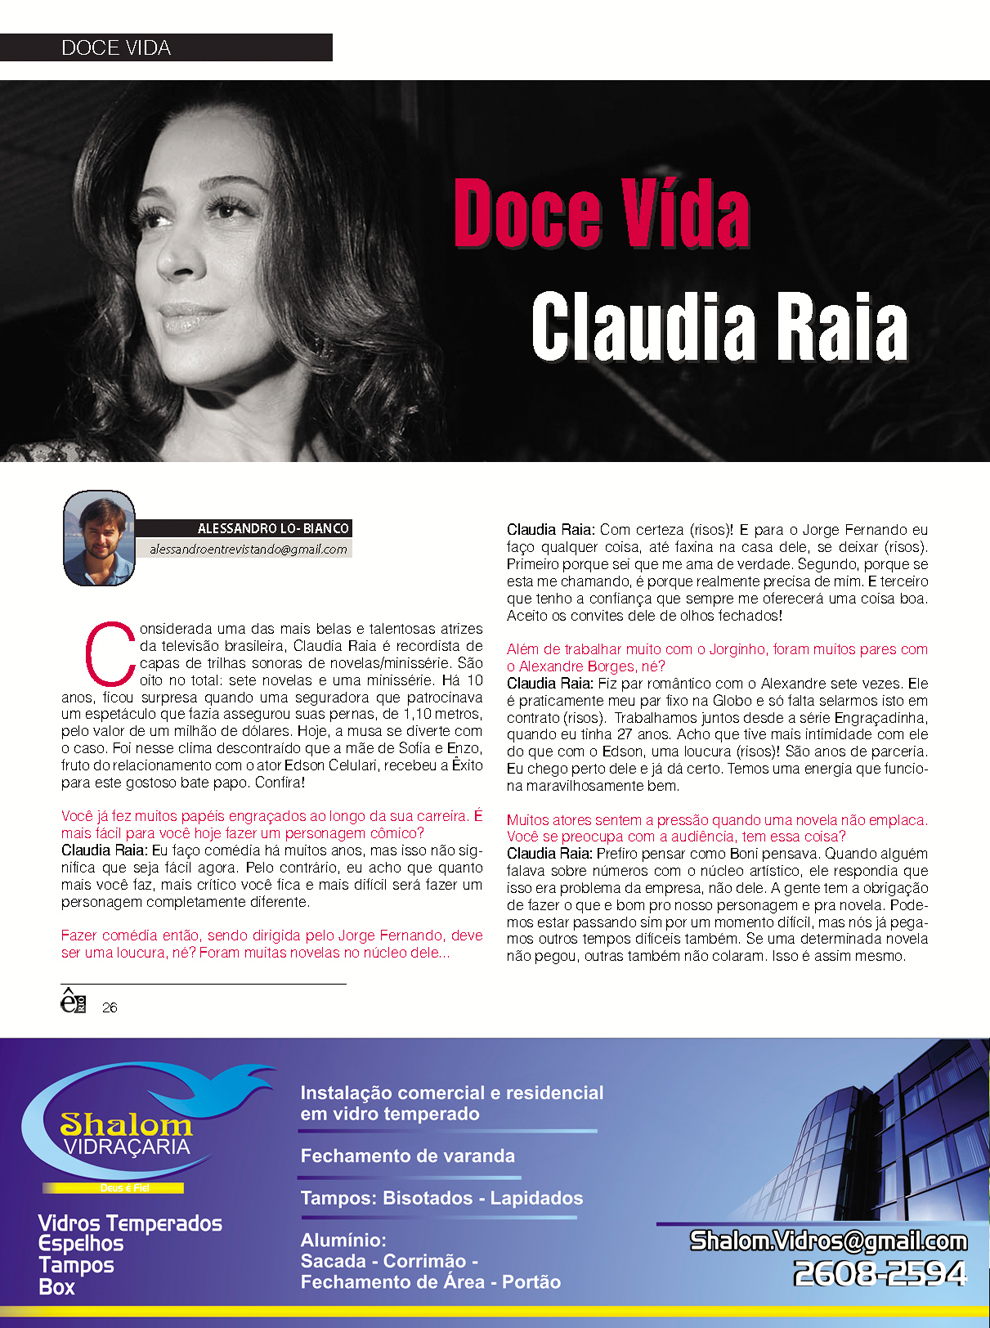 DOCE VIDA
Doce Vída
Claudia Raia
ALESSANDRO LO- BIANCO
alessandroentrevistando@gmail.com
Considerada uma das mais belas e talentosas atrizes
da televisão brasileira, Claudia Raia é recordista de
capas de trilhas sonoras de novelas/minissérie. São
oito no total: sete novelas e uma minissérie. Há 10
anos, ficou surpresa quando uma seguradora que patrocinava
um espetáculo que fazia assegurou suas pernas, de 1,10 metros,
pelo valor de um milhão de dólares. Hoje, a musa se diverte com
o caso. Foi nesse clima descontraído que a mãe de Sofia e Enzo,
fruto do relacionamento com o ator Edson Celulari, recebeu a Êxito
para este gostoso bate papo. Confira!
Você já fez muitos papéis engraçados ao longo da sua carreira. É
mais fácil para você hoje fazer um personagem cômico?
Claudia Raia: Eu faço comédia há muitos anos, mas isso não sig-
nifica que seja fácil agora. Pelo contrário, eu acho que quanto
mais você faz, mais crítico você fica e mais difícil será fazer um
personagem completamente diferente.
Fazer comédia então, sendo dirigida pelo Jorge Fernando, deve
ser uma loucura, né? Foram muitas novelas no núcleo dele...
Claudia Raia: Com certeza (risos)! E para o Jorge Fernando eu
faço qualquer coisa, até faxina na casa dele, se deixar (risos).
Primeiro porque sei que me ama de verdade. Segundo, porque se
esta me chamando, é porque realmente precisa de mim. E terceiro
que tenho a confiança que sempre me oferecerá uma coisa boa.
Aceito os convites dele de olhos fechados!
Além de trabalhar muito com o Jorginho, foram muitos pares com
o Alexandre Borges, né?
Claudia Raia: Fiz par romântico com o Alexandre sete vezes. Ele
é praticamente meu par fixo na Globo e só falta selarmos isto em
contrato (risos). Trabalhamos juntos desde a série Engraçadinha,
quando eu tinha 27 anos. Acho que tive mais intimidade com ele
do que com o Edson, uma loucura (risos)! São anos de parceria.
Eu chego perto dele e já dá certo. Temos uma energia que funcio-
na maravilhosamente bem.
Muitos atores sentem a pressão quando uma novela não emplaca.
Você se preocupa com a audiência, tem essa coisa?
Claudia Raia: Prefiro pensar como Boni pensava. Quando alguém
falava sobre números com o núcleo artístico, ele respondia que
isso era problema da empresa, não dele. A gente tem a obrigação
de fazer o que e bom pro nosso personagem e pra novela. Pode-
mos estar passando sim por um momento difícil, mas nós já pega-
mos outros tempos difíceis também. Se uma determinada novela
não pegou, outras também não colaram. Isso é assim mesmo.
ê RIO 26
Shalom
VIDRAÇARIA
Deus é Fiel
Vidros Temperados
Espelhos
Tampos
Box
Instalação comercial e residencial
em vidro temperado
Fechamento de varanda
Tampos: Bisotados - Lapidados
Alumínio:
Sacada - Corrimão -
Fechamento de Área - Portão
Shalom.Vidros@gmail.com
2608-2594